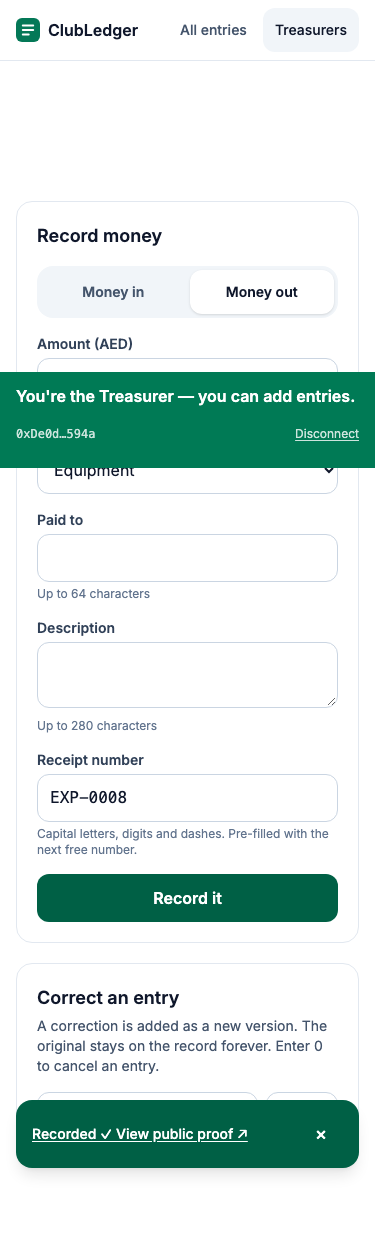 ClubLedger
All entries
Treasurers
Record money
Money in
Money out
Amount (AED)
You're the Treasurer — you can add entries.
0xDe0d…594a
Disconnect
Equipment
Paid to
Up to 64 characters
Description
Up to 280 characters
Receipt number
EXP-0008
Capital letters, digits and dashes. Pre-filled with the
next free number.
Record it
Correct an entry
A correction is added as a new version. The
original stays on the record forever. Enter 0
to cancel an entry.
Recorded ✓ View public proof ↗
×